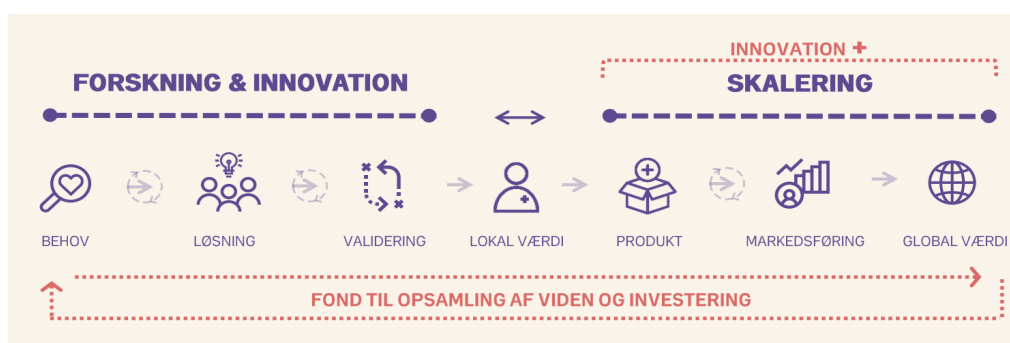 INNOVATION +
FORSKNING & INNOVATION
SKALERING
BEHOV
LØSNING
VALIDERING
LOKAL VÆRDI
PRODUKT
MARKEDSFØRING
GLOBAL VÆRDI
FOND TIL OPSAMLING AF VIDEN OG INVESTERING